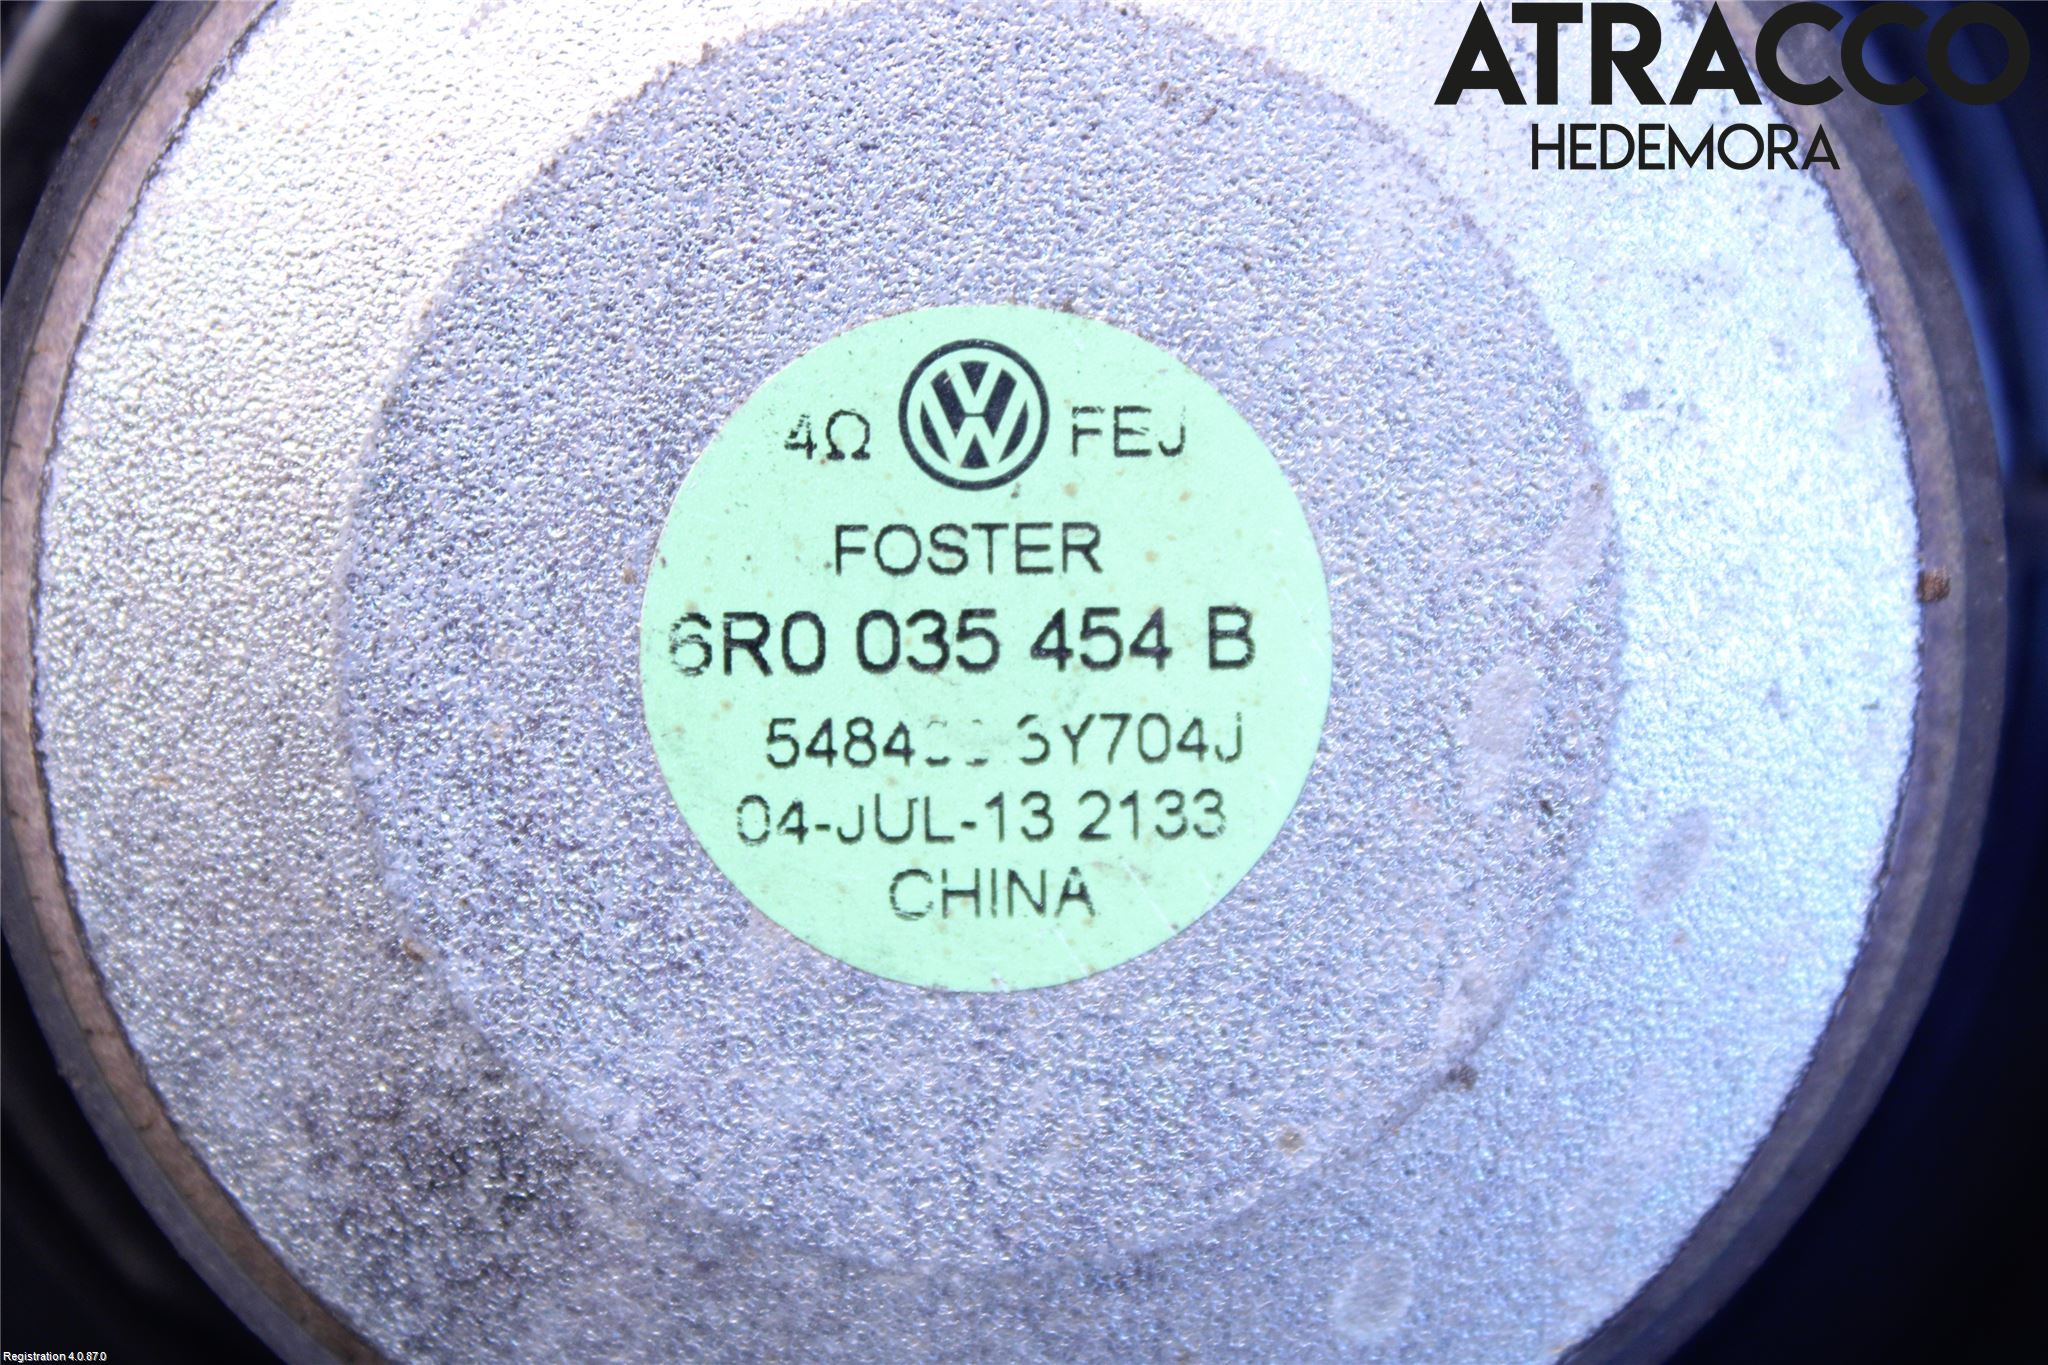 ATRACCO
HEDEMORA
4Ω FEJ
FOSTER
6R0 035 454 B
04-JUL-13 2133
CHINA
Registration 4.0.87.0